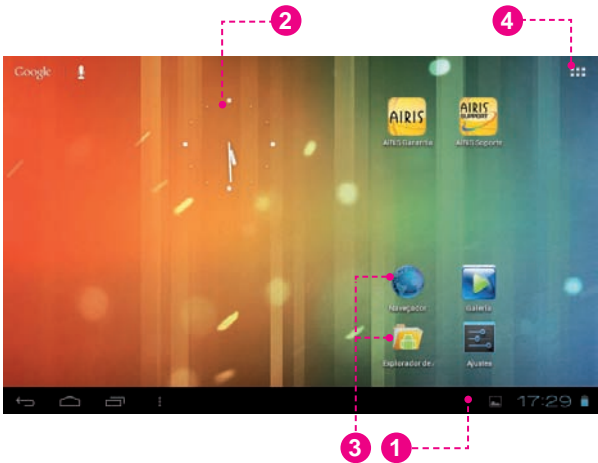 2
4
Google
AIRIS
AIRIS SUPPORT
AIRIS Garantia
AIRIS Soporte
Navegador
Galería
Explorador de..
Ajustes
17:29
3
1